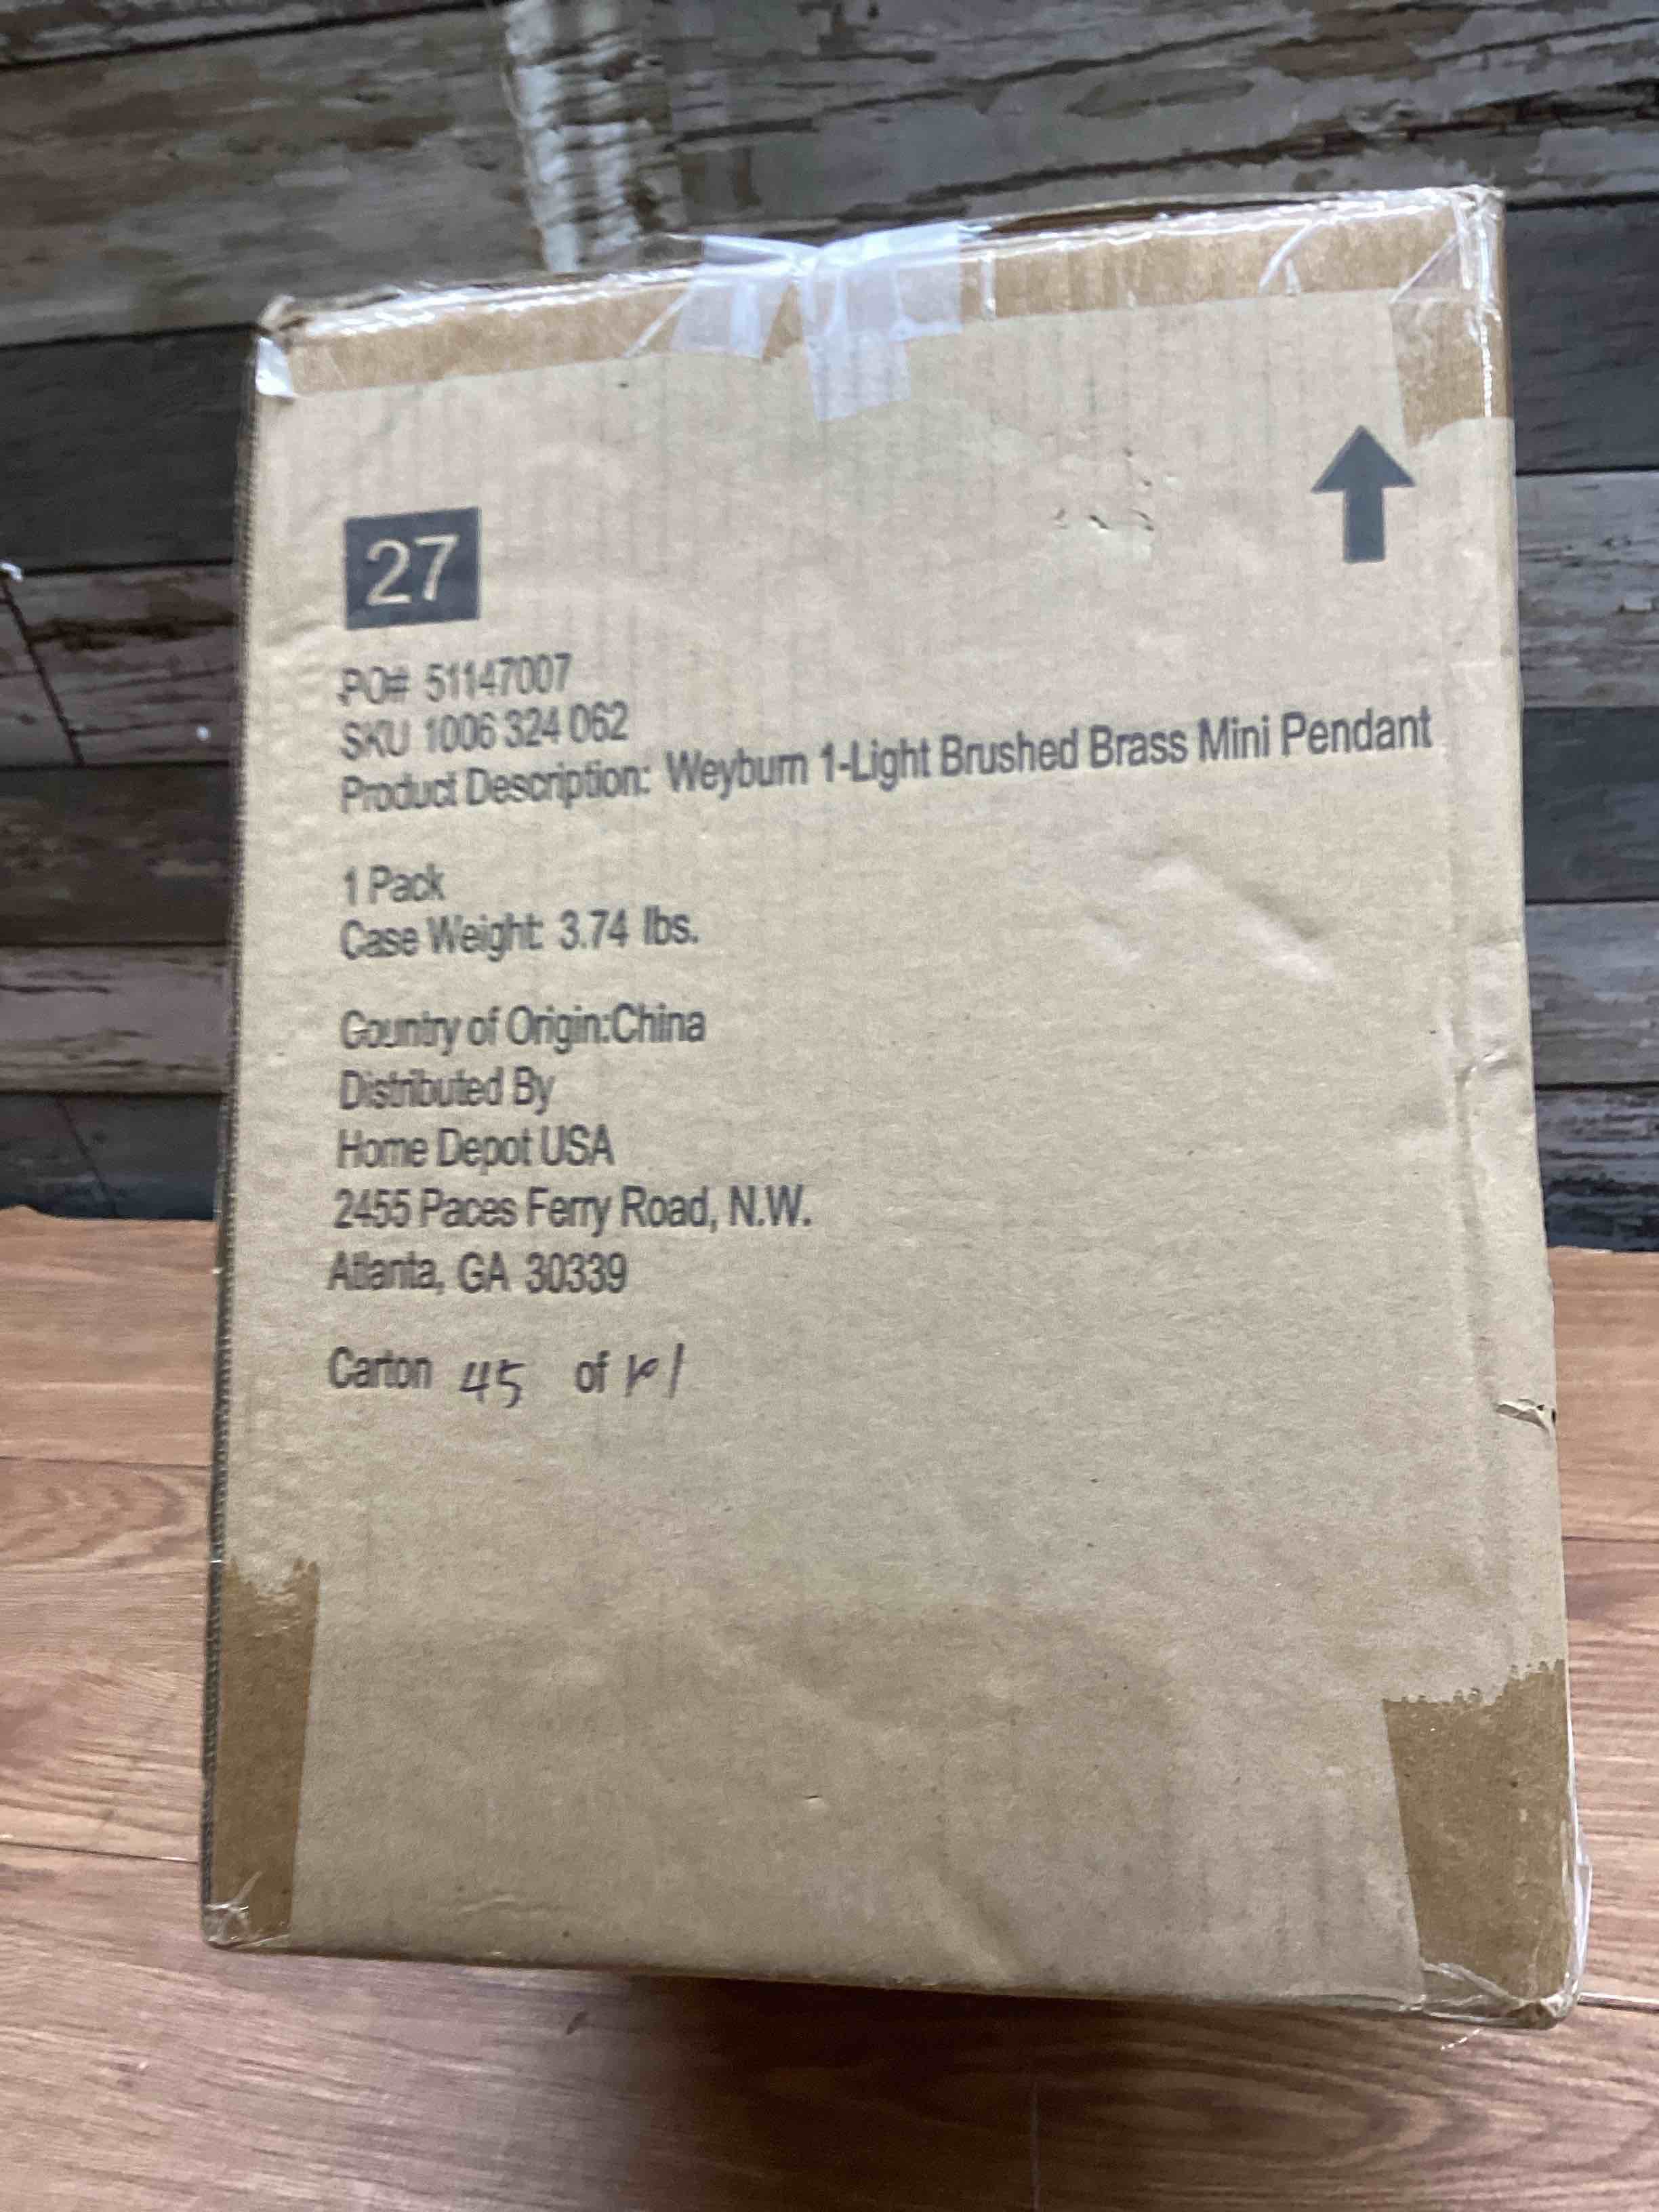 27
PO# 51147007
SKU 1006 324 062
Product Description: Weyburn 1-Light Brushed Brass Mini Pendant
1 Pack
Case Weight: 3.74 lbs.
Country of Origin:China
Distributed By
Home Depot USA
2455 Paces Ferry Road, N.W.
Atlanta, GA 30339
Carton 45 of